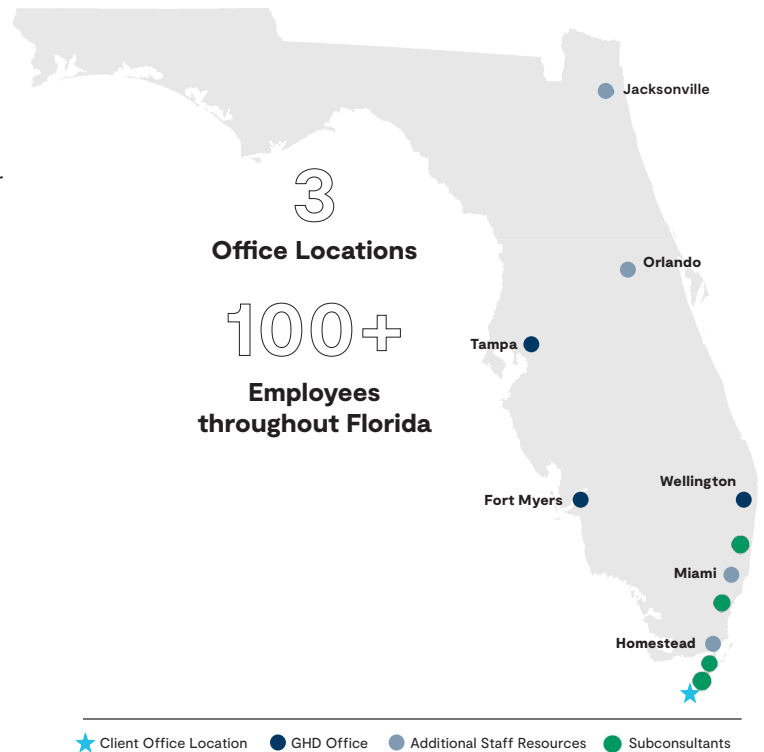 Jacksonville
3
Office Locations
Orlando
100+
Tampa
Employees
throughout Florida
Wellington
Fort Myers
Miami
Homestead
Client Office Location
GHD Office
Additional Staff Resources
Subconsultants